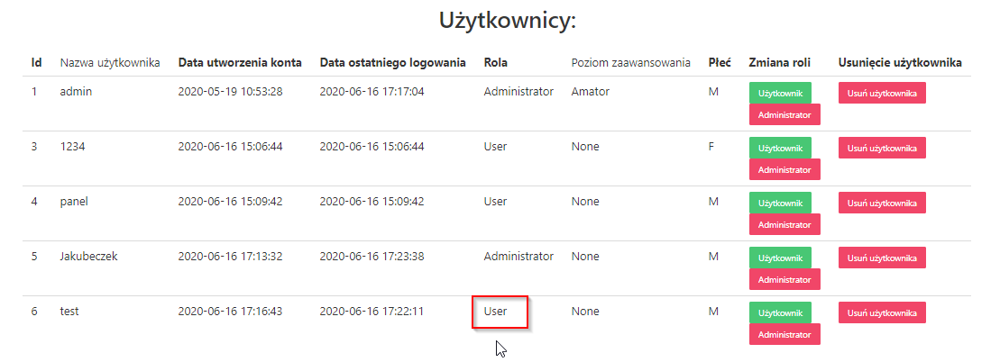 Użytkownicy:
Id Nazwa użytkownika Data utworzenia konta Data ostatniego logowania Rola Poziom zaawansowania Płeć Zmiana roli Usunięcie użytkownika
1 admin 2020-05-19 10:53:28 2020-06-16 17:17:04 Administrator Amator M Użytkownik Usuń użytkownika
Administrator
3 1234 2020-06-16 15:06:44 2020-06-16 15:06:44 User None F Użytkownik Usuń użytkownika
Administrator
4 panel 2020-06-16 15:09:42 2020-06-16 15:09:42 User None M Użytkownik Usuń użytkownika
Administrator
5 Jakubeczek 2020-06-16 17:13:32 2020-06-16 17:23:38 Administrator None M Użytkownik Usuń użytkownika
Administrator
6 test 2020-06-16 17:16:43 2020-06-16 17:22:11 User None M Użytkownik Usuń użytkownika
Administrator